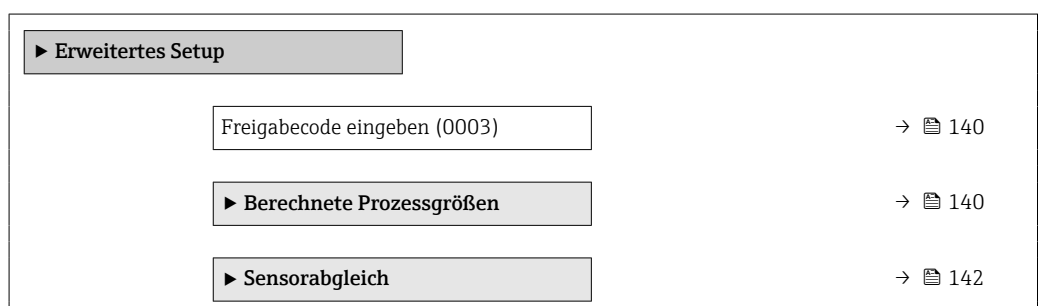 ▶ Erweitertes Setup
Freigabecode eingeben (0003) → 🖹 140
▶ Berechnete Prozessgrößen → 🖹 140
▶ Sensorabgleich → 🖹 142